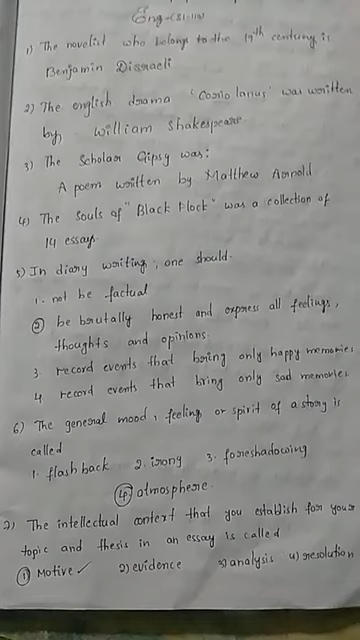 Eng-(S1-119)
1) The novelist who belongs to the 19th century is
Benjamin Disraeli
2) The english drama 'Coriolanus' was written
by William Shakespeare
3) The Scholar Gipsy was:
A poem written by Matthew Arnold
4) The Souls of "Black Flock" was a collection of
14 essays.
5) In diary writing, one should.
1. not be factual
2) be brutally honest and express all feelings,
thoughts and opinions.
3. record events that bring only happy memories
4. record events that bring only sad memories
6) The general mood, feeling or spirit of a story is
called
1. flash back 2. irony 3. foreshadowing
4) atmosphere.
7) The intellectual context that you establish for your
topic and thesis in an essay is called
1) Motive ✓ 2) evidence 3) analysis 4) resolution